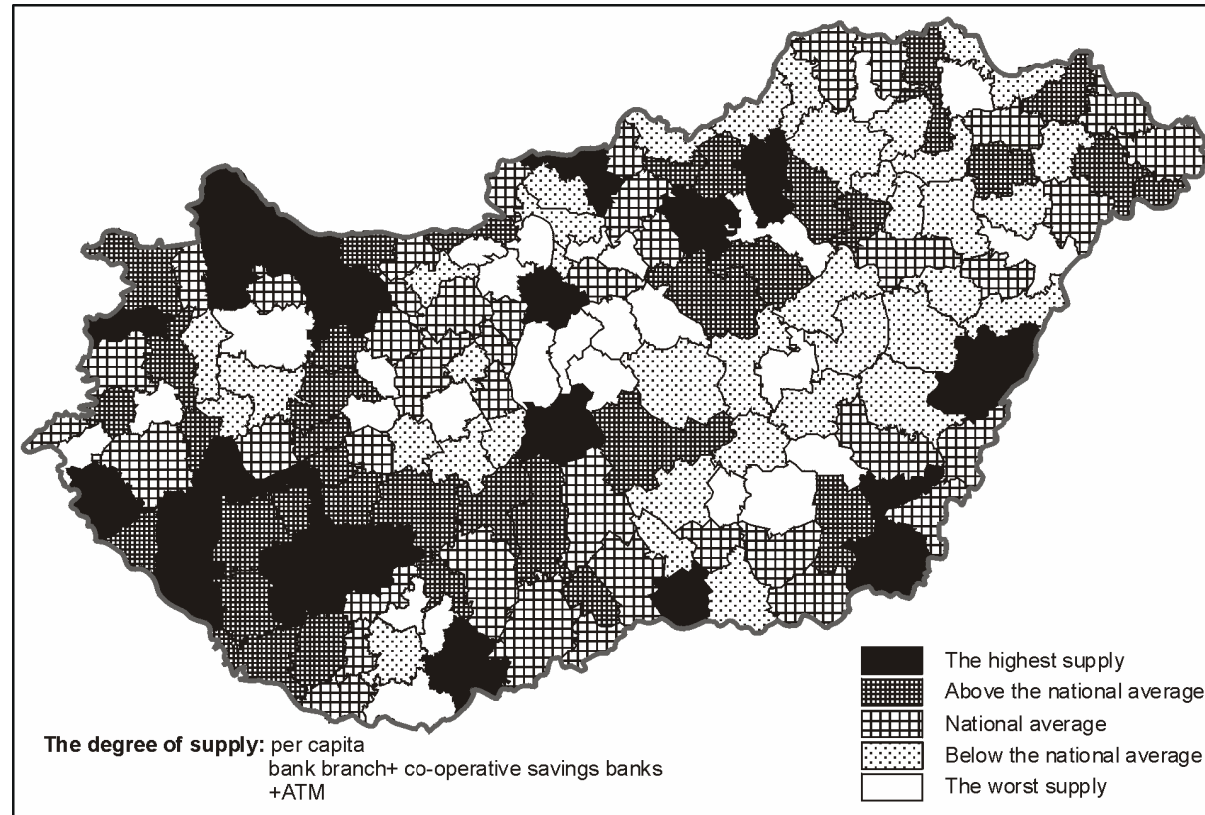 The highest supply
Above the national average
National average
Below the national average
The worst supply
The degree of supply: per capita
bank branch+ co-operative savings banks
+ATM